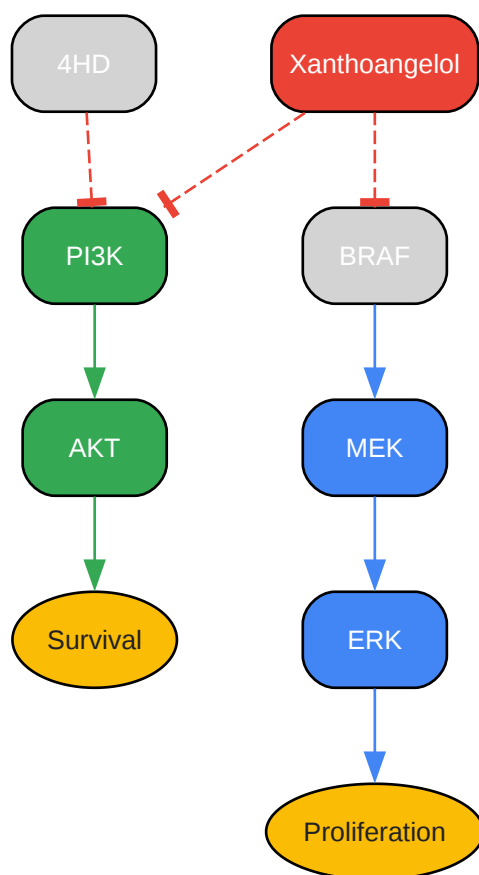 4HD
Xanthoangelol
PI3K
BRAF
AKT
MEK
Survival
ERK
Proliferation